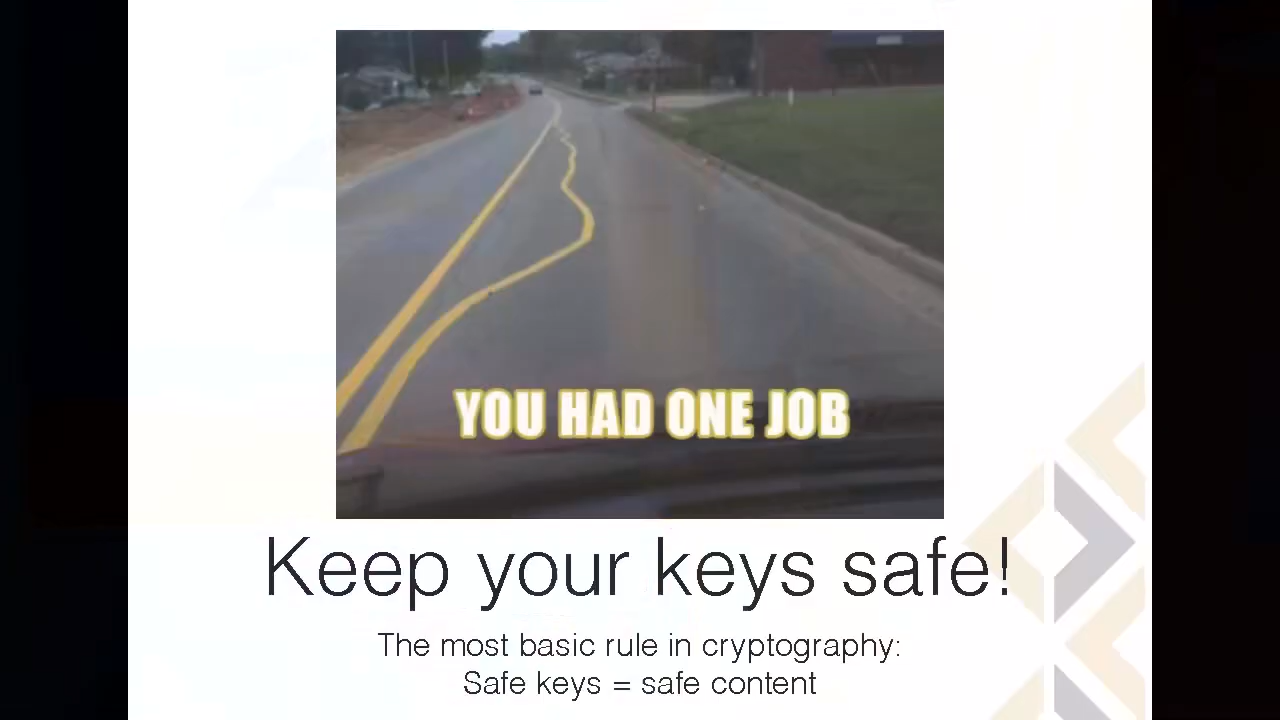 YOU HAD ONE JOB
Keep your keys safe!
The most basic rule in cryptography:
Safe keys = safe content